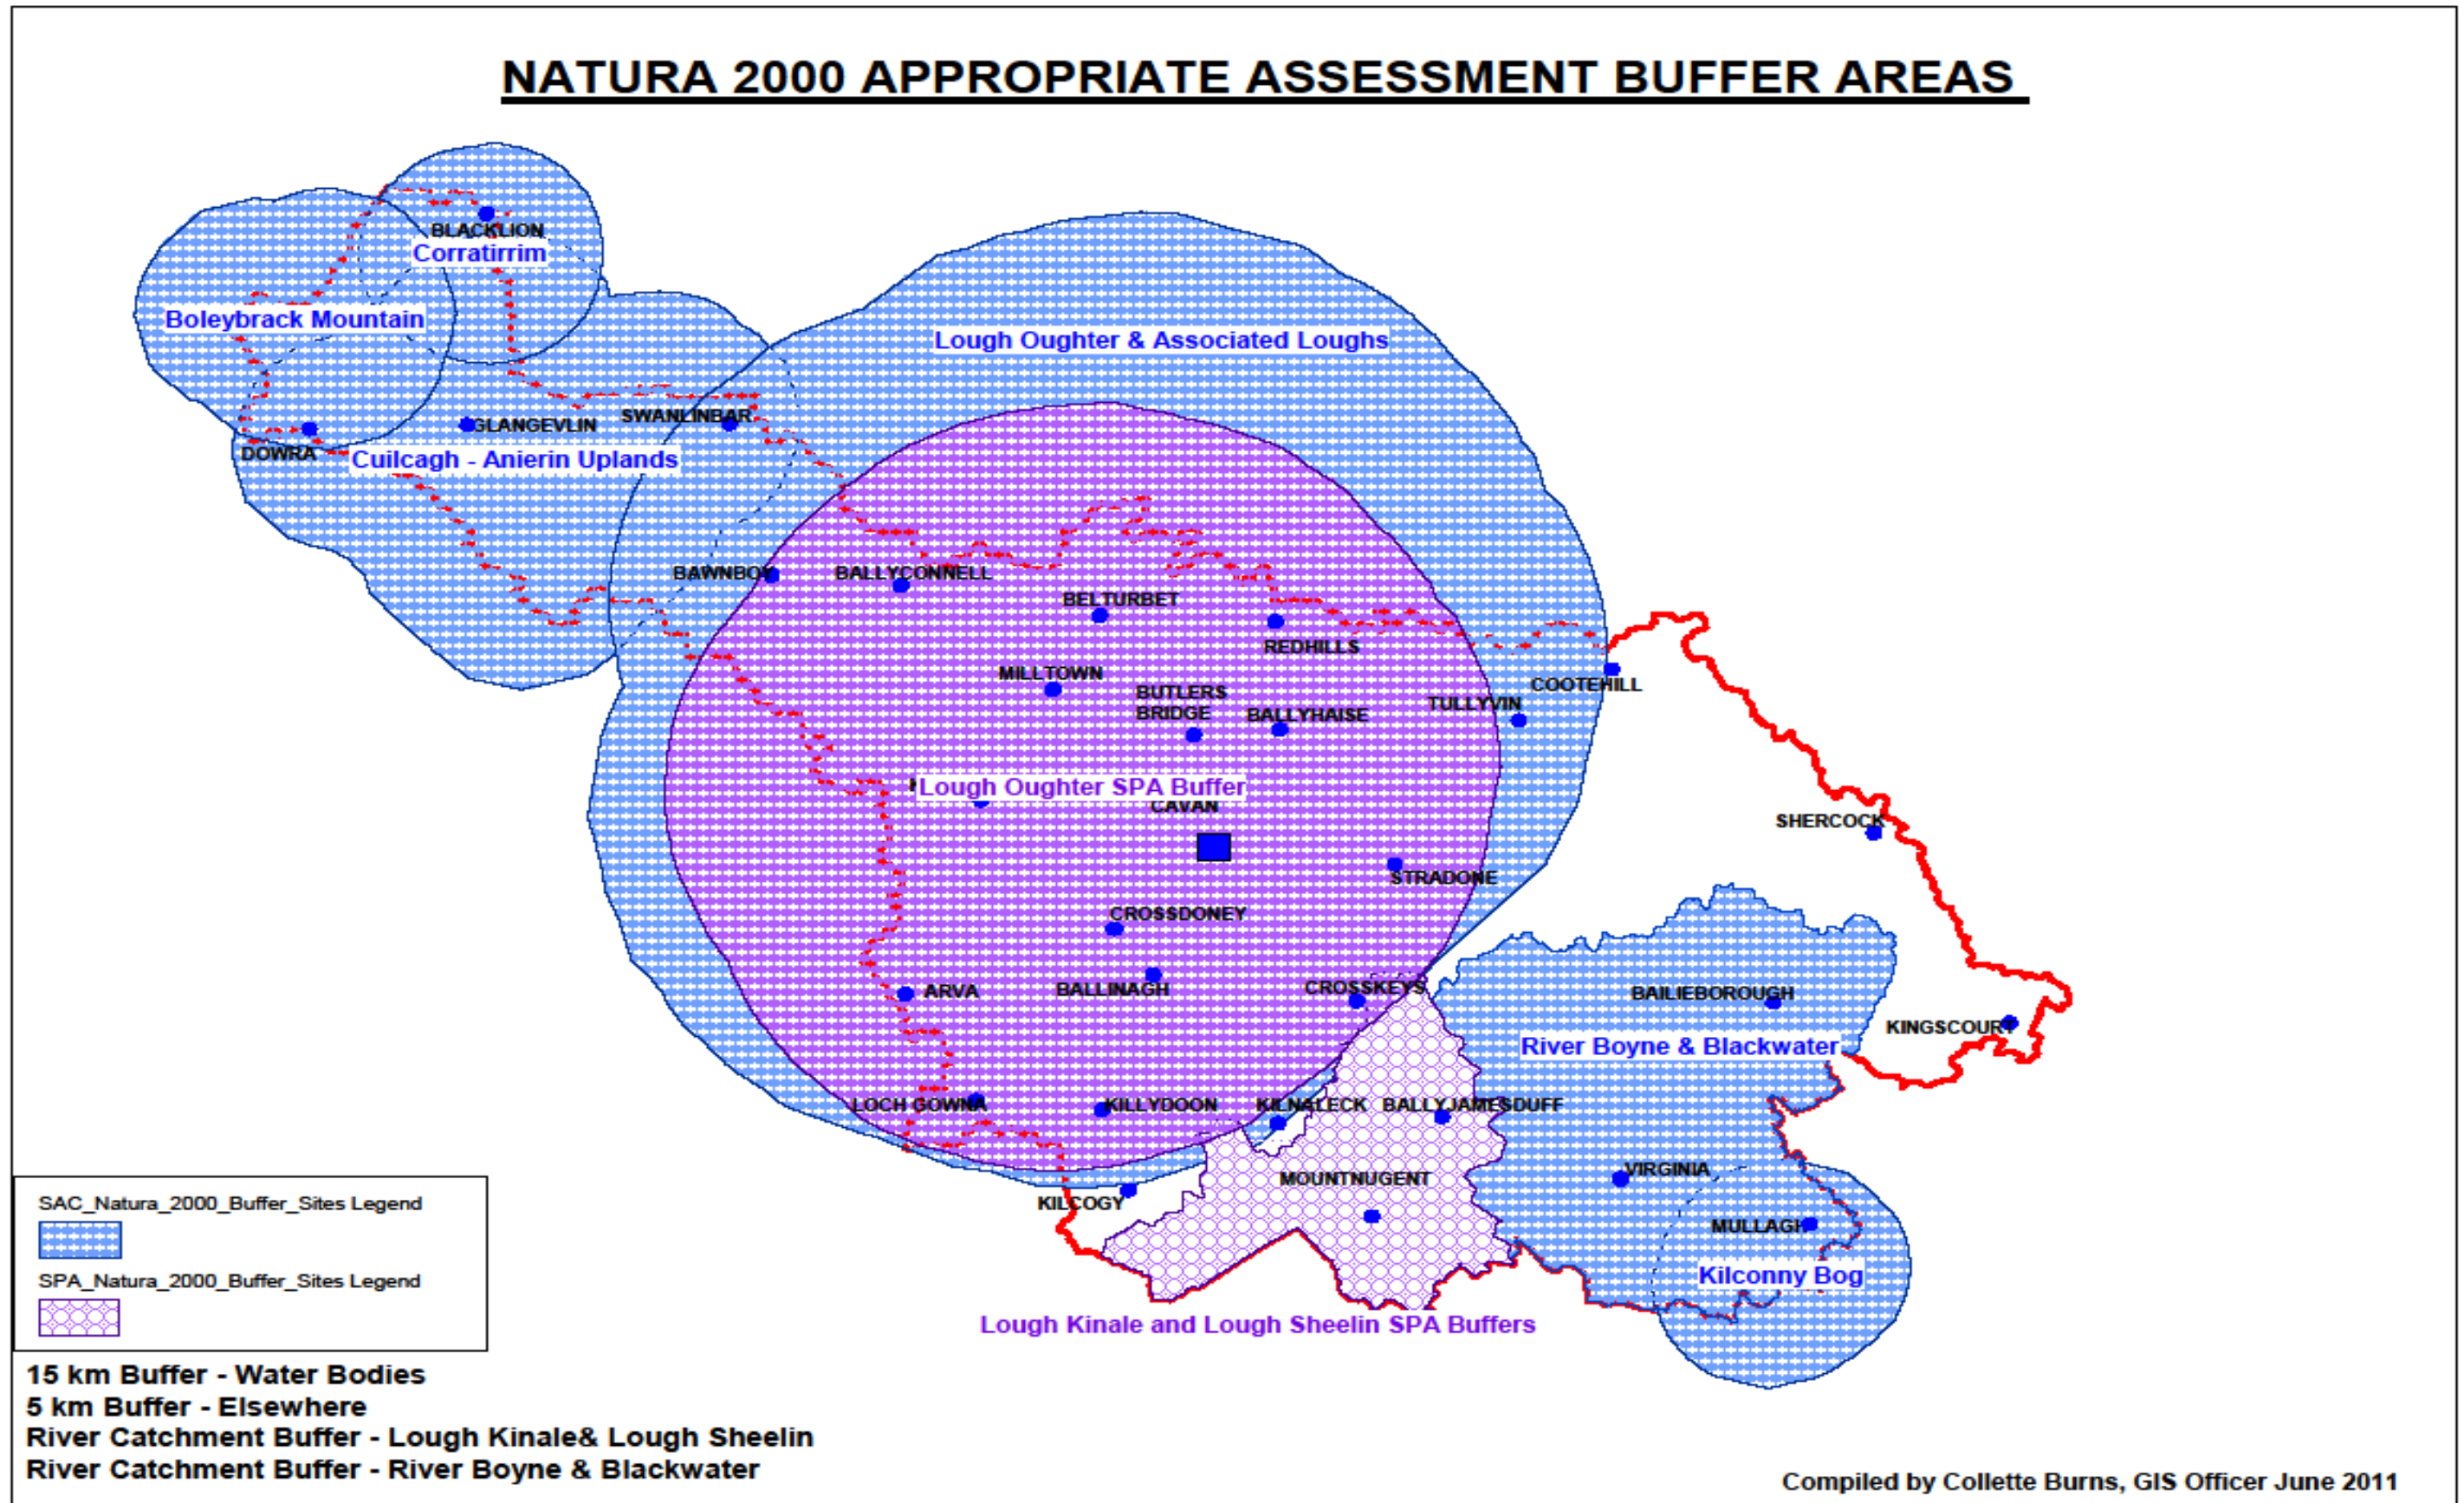 NATURA 2000 APPROPRIATE ASSESSMENT BUFFER AREAS
BLACKLION
Corratirrim
Boleybrack Mountain
Lough Oughter & Associated Loughs
SWANLINBAR
GLANGEVLIN
DOWRA
Cuilcagh - Anierin Uplands
BAWNBOY
BALLYCONNELL
BELTURBET
REDHILLS
MILLTOWN
COOTEHILL
BUTLERS
BRIDGE
BALLYHAISE
TULLYVIN
Lough Oughter SPA Buffer
CAVAN
SHERCOCK
STRADONE
CROSSDONEY
ARVA
BALLINAGH
CROSSKEYS
BAILIEBOROUGH
KINGSCOURT
River Boyne & Blackwater
LOCH GOWNA
KILLYDOON
KILNALECK
BALLYJAMESDUFF
VIRGINIA
MOUNTNUGENT
KILCOGY
MULLAGH
Kilconny Bog
Lough Kinale and Lough Sheelin SPA Buffers
SAC_Natura_2000_Buffer_Sites Legend
SPA_Natura_2000_Buffer_Sites Legend
15 km Buffer - Water Bodies
5 km Buffer - Elsewhere
River Catchment Buffer - Lough Kinale& Lough Sheelin
River Catchment Buffer - River Boyne & Blackwater
Compiled by Collette Burns, GIS Officer June 2011